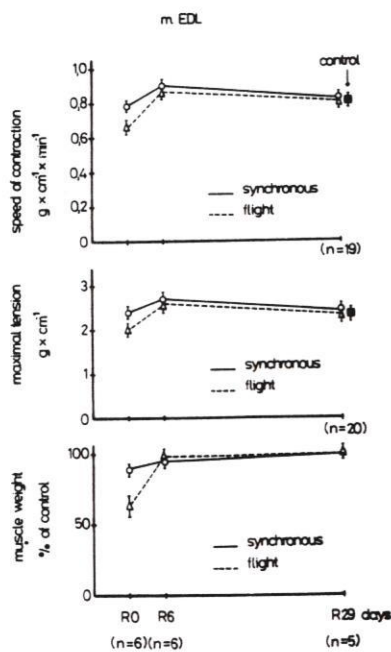 m. EDL
control
speed of contraction
g × cm⁻¹ × min⁻¹
1,0
0,8
0,6
0,4
0,2
0
synchronous
flight
(n=19)
maximal tension
g × cm⁻¹
3
2
1
0
synchronous
flight
(n=20)
muscle weight
% of control
100
50
0
synchronous
flight
R0 R6 R29 days
(n=6) (n=6) (n=5)